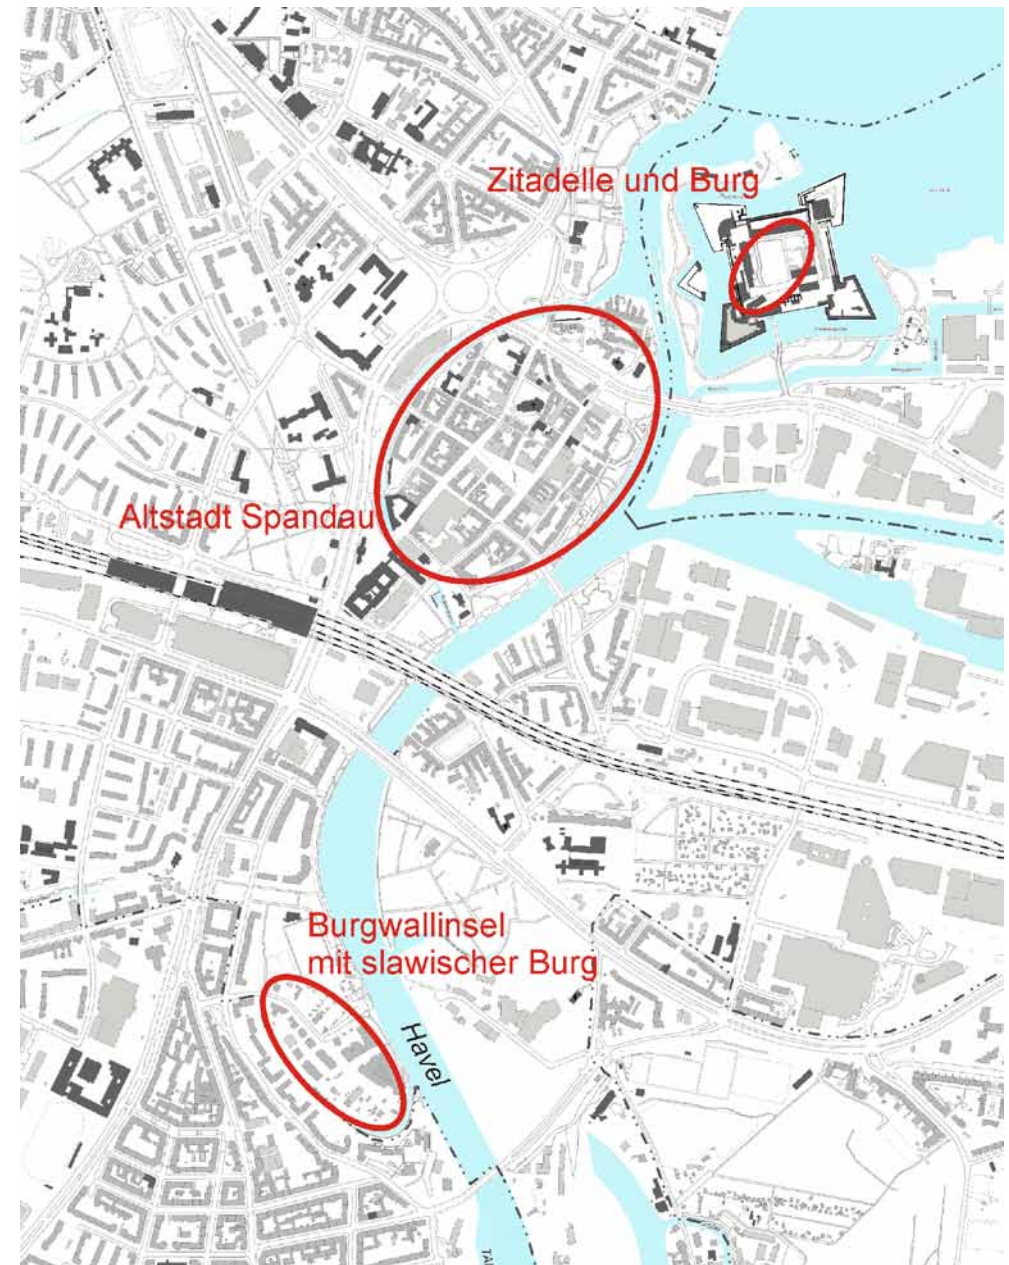 Zitadelle und Burg
Altstadt Spandau
Burgwallinsel
mit slawischer Burg
Havel